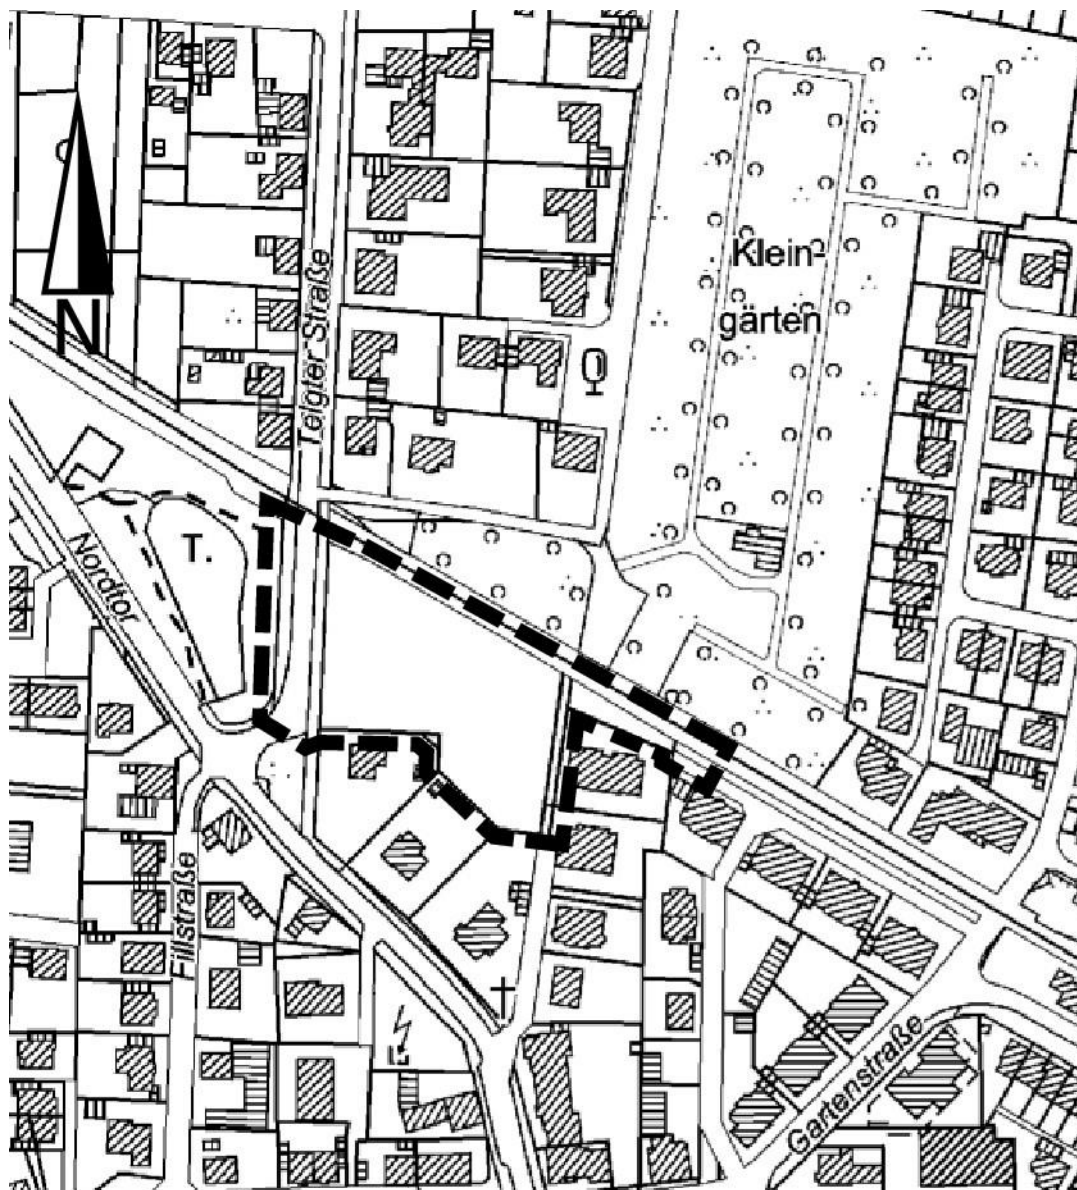 Klein-
gärten
N
Telgter Straße
T.
Nordtor
Fillstraße
Gartenstraße